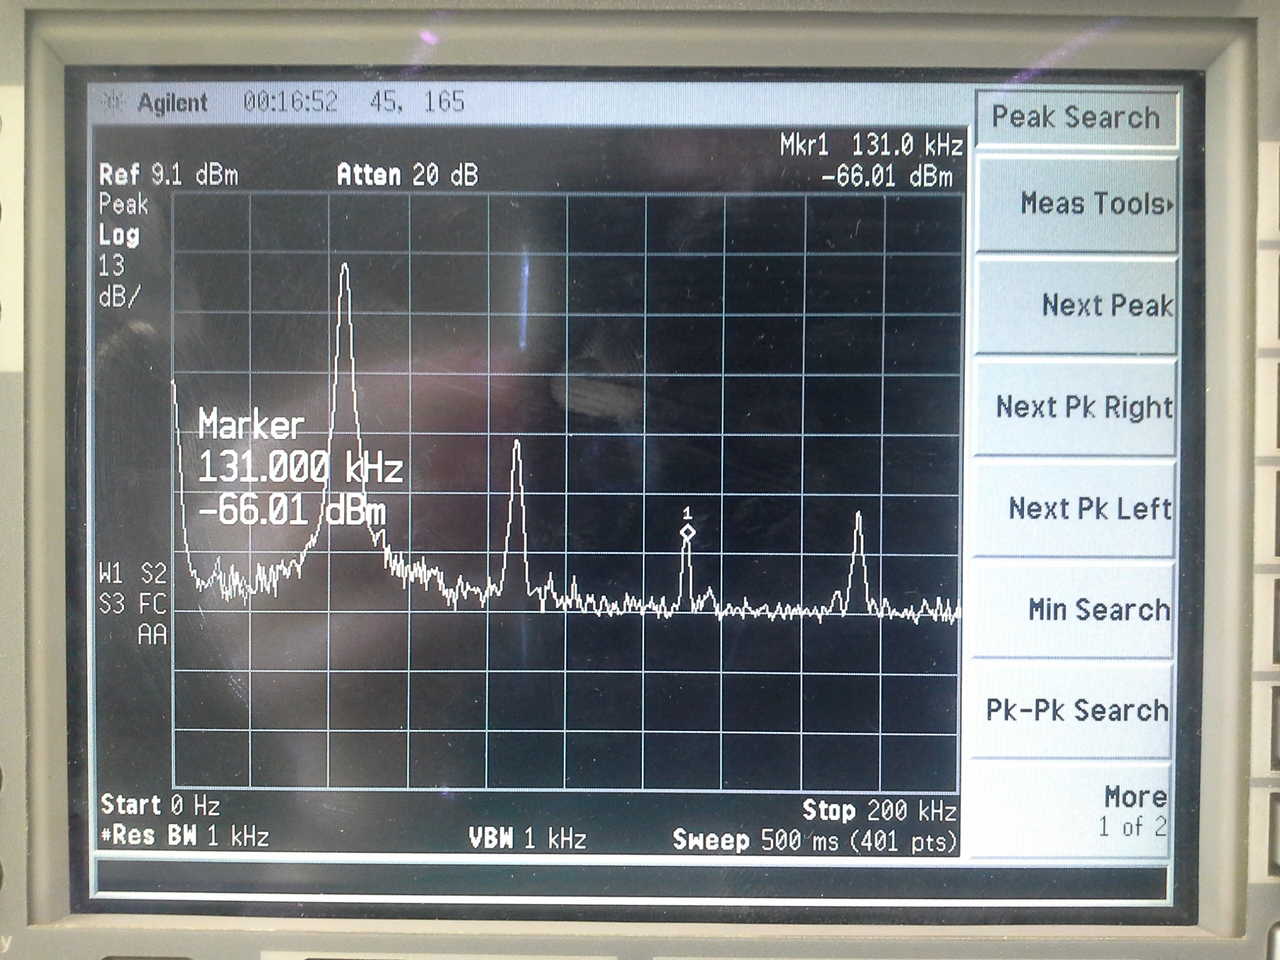 Agilent 00:16:52 45, 165
Mkr1 131.0 kHz
Ref 9.1 dBm Atten 20 dB -66.01 dBm
Peak
Log
13
dB/
Marker
131.000 kHz
-66.01 dBm
1
W1 S2
S3 FC
AA
Start 0 Hz Stop 200 kHz
#Res BW 1 kHz VBW 1 kHz Sweep 500 ms (401 pts)
Peak Search
Meas Tools
Next Peak
Next Pk Right
Next Pk Left
Min Search
Pk-Pk Search
More
1 of 2
y